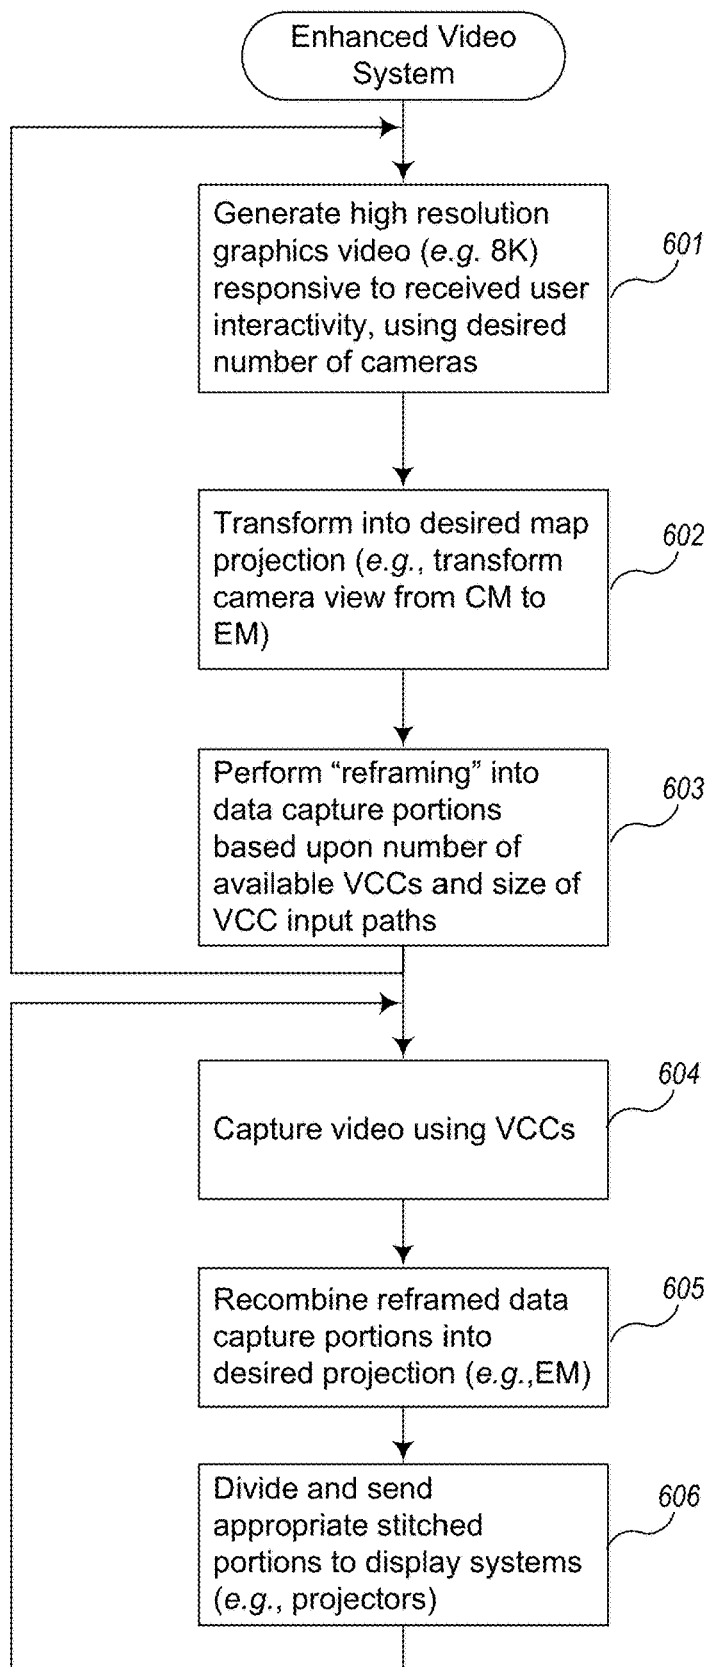 Enhanced Video
System
Generate high resolution
graphics video (e.g. 8K)
responsive to received user
interactivity, using desired
number of cameras
601
Transform into desired map
projection (e.g., transform
camera view from CM to
EM)
602
Perform “reframing” into
data capture portions
based upon number of
available VCCs and size of
VCC input paths
603
Capture video using VCCs
604
Recombine reframed data
capture portions into
desired projection (e.g.,EM)
605
Divide and send
appropriate stitched
portions to display systems
(e.g., projectors)
606